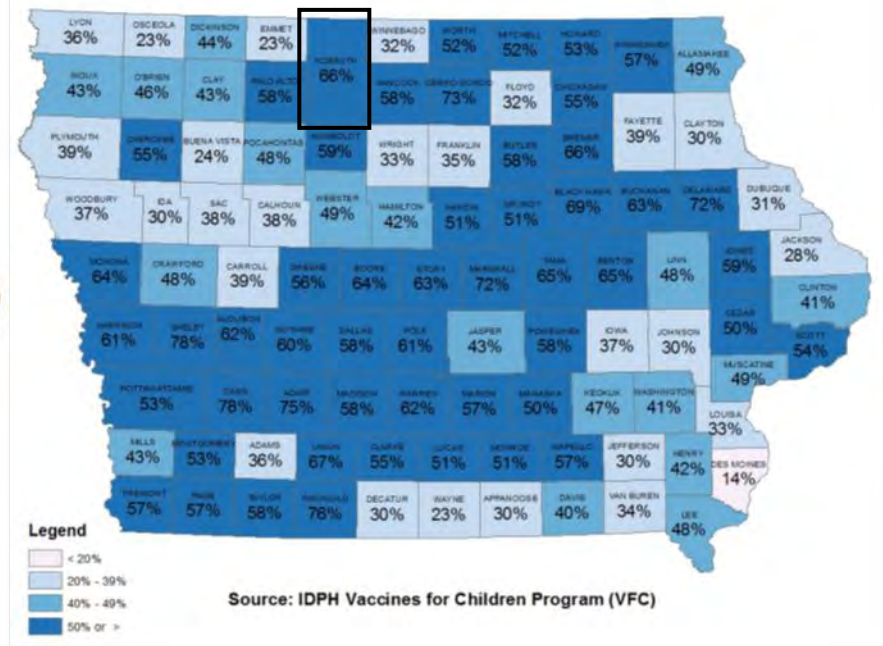 LYON
36%
OSCEOLA
23%
DICKINSON
44%
EMMET
23%
KOSSUTH
66%
WINNEBAGO
32%
WORTH
52%
MITCHELL
52%
HOWARD
53%
WINNESHIEK
57%
ALLAMAKEE
49%
SIOUX
43%
O'BRIEN
46%
CLAY
43%
PALO ALTO
58%
HANCOCK
58%
CERRO GORDO
73%
FLOYD
32%
CHICKASAW
55%
PLYMOUTH
39%
CHEROKEE
55%
BUENA VISTA
24%
POCAHONTAS
48%
HUMBOLDT
59%
WRIGHT
33%
FRANKLIN
35%
BUTLER
58%
BREMER
66%
FAYETTE
39%
CLAYTON
30%
WOODBURY
37%
IDA
30%
SAC
38%
CALHOUN
38%
WEBSTER
49%
HAMILTON
42%
HARDIN
51%
GRUNDY
51%
BLACK HAWK
69%
BUCHANAN
63%
DELAWARE
72%
DUBUQUE
31%
MONONA
64%
CRAWFORD
48%
CARROLL
39%
GREENE
56%
BOONE
64%
STORY
63%
MARSHALL
72%
TAMA
65%
BENTON
65%
LINN
48%
JONES
59%
JACKSON
28%
CLINTON
41%
HARRISON
61%
SHELBY
78%
AUDUBON
62%
GUTHRIE
60%
DALLAS
58%
POLK
61%
JASPER
43%
POWESHIEK
58%
IOWA
37%
JOHNSON
30%
CEDAR
50%
SCOTT
54%
MUSCATINE
49%
POTTAWATTAMIE
53%
CASS
78%
ADAIR
75%
MADISON
58%
WARREN
62%
MARION
57%
MAHASKA
50%
KEOKUK
47%
WASHINGTON
41%
LOUISA
33%
MILLS
43%
MONTGOMERY
53%
ADAMS
36%
UNION
67%
CLARKE
55%
LUCAS
51%
MONROE
51%
WAPELLO
57%
JEFFERSON
30%
HENRY
42%
DES MOINES
14%
FREMONT
57%
PAGE
57%
TAYLOR
58%
RINGGOLD
76%
DECATUR
30%
WAYNE
23%
APPANOOSE
30%
DAVIS
40%
VAN BUREN
34%
LEE
48%
Legend
< 20%
20% - 39%
40% - 49%
50% or >
Source: IDPH Vaccines for Children Program (VFC)